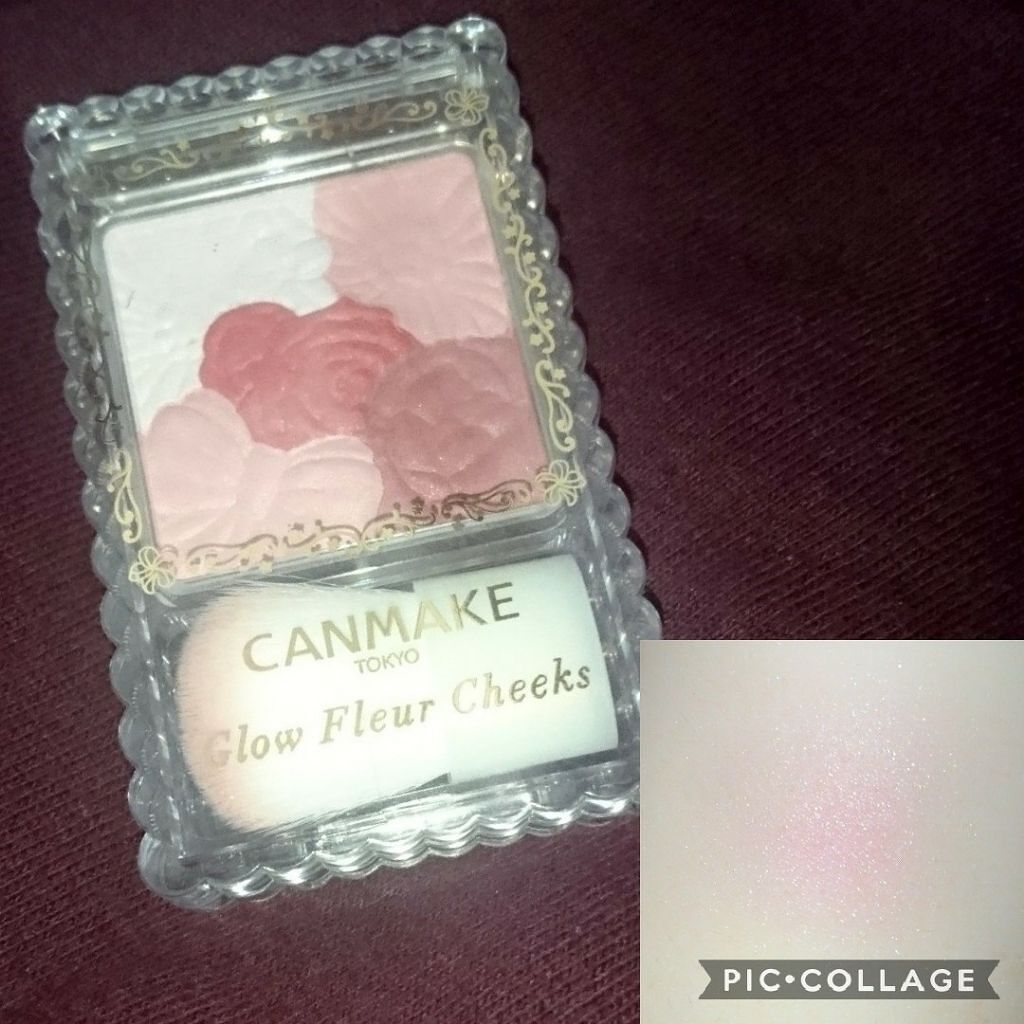 CANMAKE
TOKYO
Glow Fleur Cheeks
PIC•COLLAGE